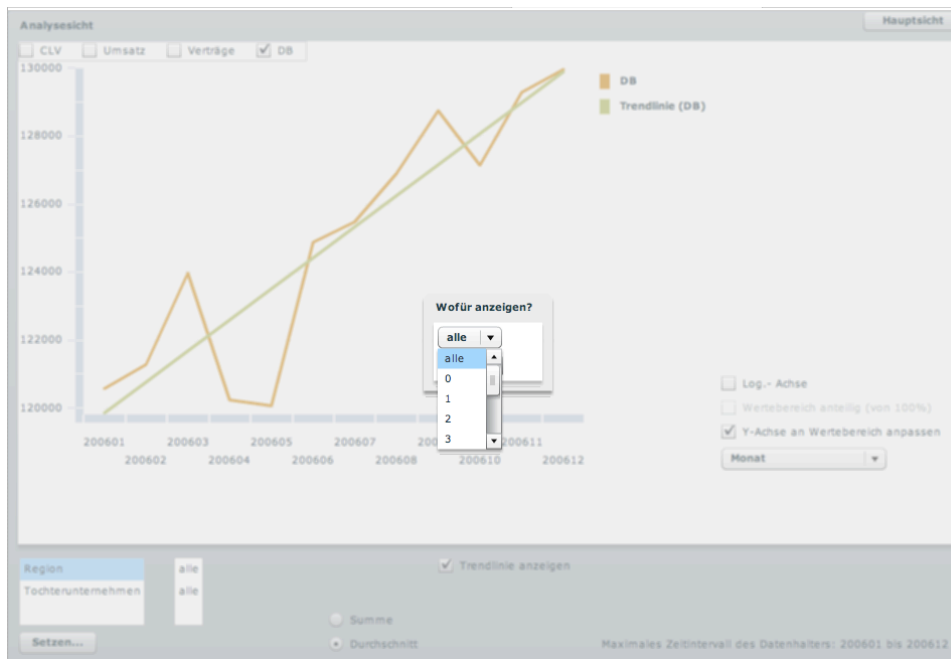 Analysesicht
Hauptsicht
CLV Umsatz Verträge DB
130000
128000
126000
124000
122000
120000
DB
Trendlinie (DB)
Wofür anzeigen?
alle
alle
0
1
2
3
Log.- Achse
Wertebereich anteilig (von 100%)
Y-Achse an Wertebereich anpassen
Monat
200601 200603 200605 200607 200611
200602 200604 200606 200608 200610 200612
Region alle
Tochterunternehmen alle
Setzen...
Trendlinie anzeigen
Summe
Durchschnitt
Maximales Zeitintervall des Datenhalters: 200601 bis 200612